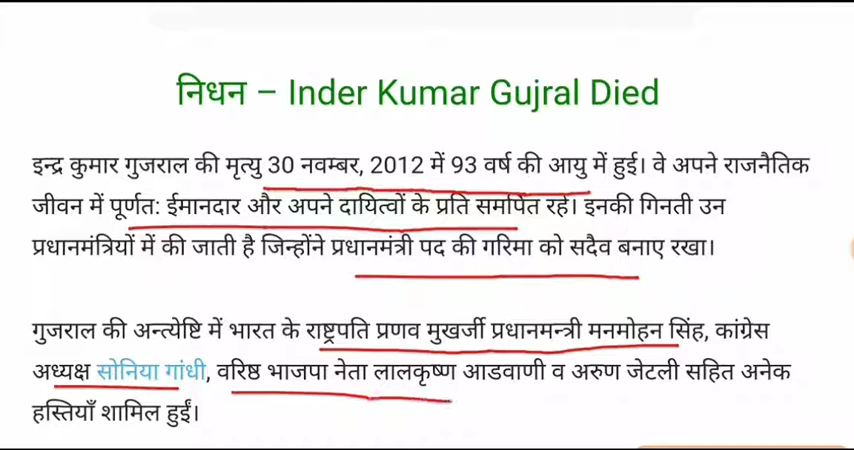 निधन – Inder Kumar Gujral Died
इन्द्र कुमार गुजराल की मृत्यु 30 नवम्बर, 2012 में 93 वर्ष की आयु में हुई। वे अपने राजनैतिक
जीवन में पूर्णत: ईमानदार और अपने दायित्वों के प्रति समर्पित रहे। इनकी गिनती उन
प्रधानमंत्रियों में की जाती है जिन्होंने प्रधानमंत्री पद की गरिमा को सदैव बनाए रखा।
गुजराल की अन्त्येष्टि में भारत के राष्ट्रपति प्रणव मुखर्जी प्रधानमन्त्री मनमोहन सिंह, कांग्रेस
अध्यक्ष सोनिया गांधी, वरिष्ठ भाजपा नेता लालकृष्ण आडवाणी व अरुण जेटली सहित अनेक
हस्तियाँ शामिल हुईं।